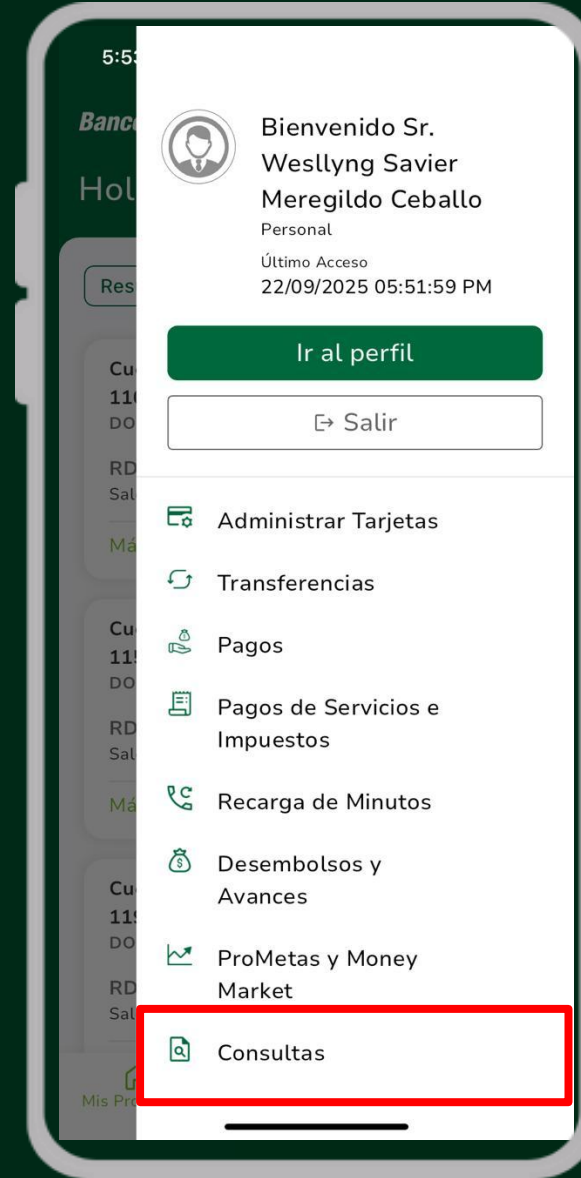 Bienvenido Sr.
Wesllyng Savier
Meregildo Ceballo
Personal
Último Acceso
22/09/2025 05:51:59 PM
Ir al perfil
Salir
Administrar Tarjetas
Transferencias
Pagos
Pagos de Servicios e
Impuestos
Recarga de Minutos
Desembolsos y
Avances
ProMetas y Money
Market
Consultas